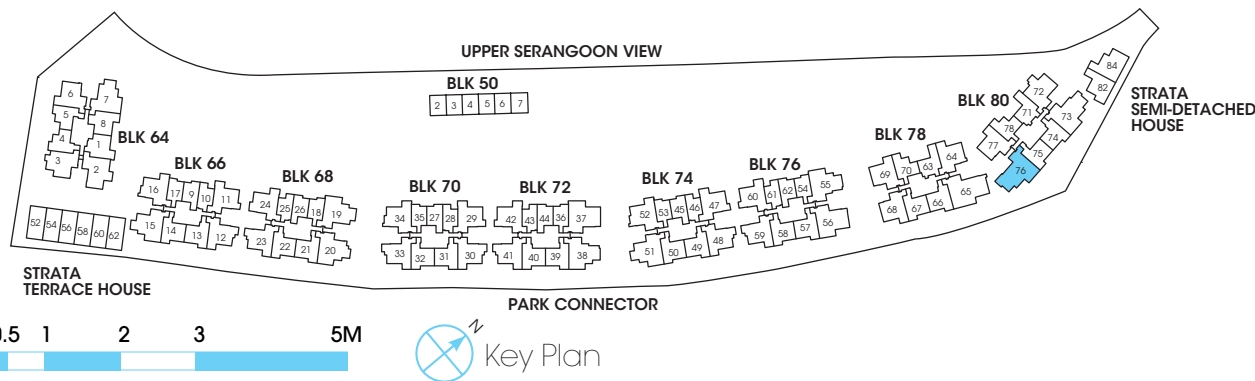 UPPER SERANGOON VIEW
BLK 50
2 3 4 5 6 7
84
82
STRATA
SEMI-DETACHED
HOUSE
BLK 80
72
71
73
78
74
77
75
76
BLK 64
6
7
5
8
4
1
3
2
BLK 66
16 17 9 10 11
15 14 13 12
BLK 68
24 25 26 18 19
23 22 21 20
BLK 70
34 35 27 28 29
33 32 31 30
BLK 72
42 43 44 36 37
41 40 39 38
BLK 74
52 53 45 46 47
51 50 49 48
BLK 76
60 61 62 54 55
59 58 57 56
BLK 78
69 70 63 64
68 67 66 65
52 54 56 58 60 62
STRATA
TERRACE HOUSE
PARK CONNECTOR
0.5 1 2 3 5M
N
Key Plan